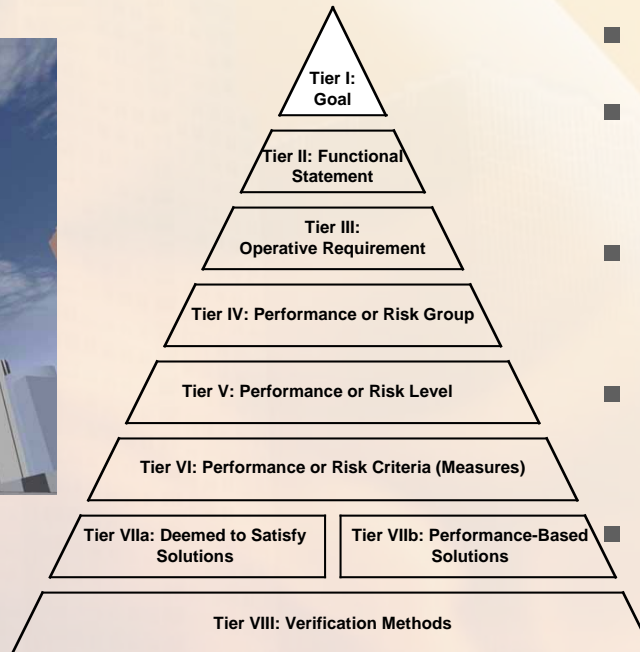 Tier I:
Goal
Tier II: Functional
Statement
Tier III:
Operative Requirement
Tier IV: Performance or Risk Group
Tier V: Performance or Risk Level
Tier VI: Performance or Risk Criteria (Measures)
Tier VIIa: Deemed to Satisfy
Solutions
Tier VIIb: Performance-Based
Solutions
Tier VIII: Verification Methods